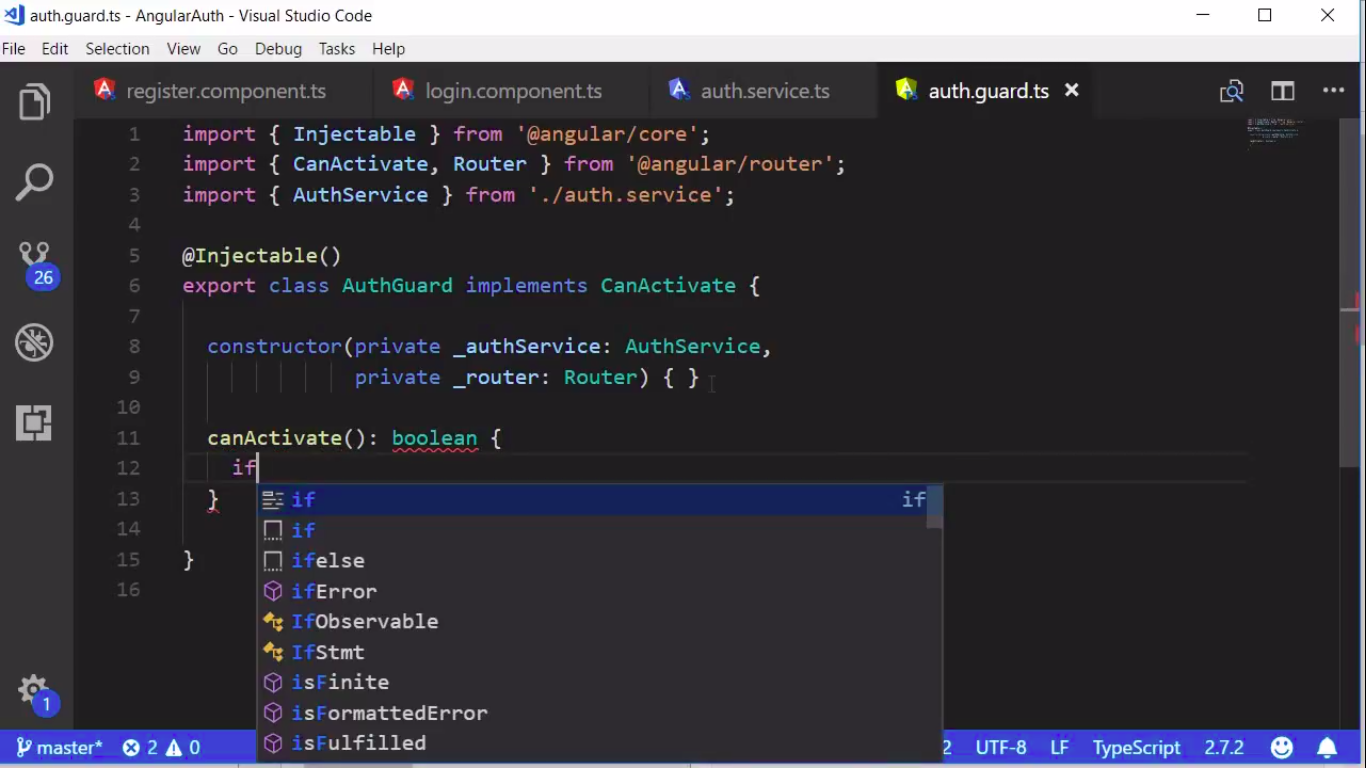 auth.guard.ts - AngularAuth - Visual Studio Code
File Edit Selection View Go Debug Tasks Help
register.component.ts login.component.ts auth.service.ts auth.guard.ts
1 import { Injectable } from '@angular/core';
2 import { CanActivate, Router } from '@angular/router';
3 import { AuthService } from './auth.service';
4
5 @Injectable()
6 export class AuthGuard implements CanActivate {
7
8 constructor(private _authService: AuthService,
9 private _router: Router) { }
10
11 canActivate(): boolean {
12 if
13 }
14
15 }
16
if if
if
ifelse
ifError
IfObservable
IfStmt
isFinite
isFormattedError
isFulfilled
26
1
master* 2 0 2 UTF-8 LF TypeScript 2.7.2